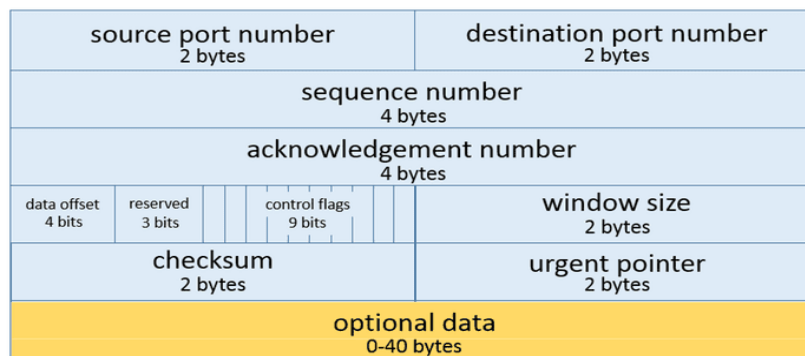 source port number
2 bytes
destination port number
2 bytes
sequence number
4 bytes
acknowledgement number
4 bytes
data offset
4 bits
reserved
3 bits
control flags
9 bits
window size
2 bytes
checksum
2 bytes
urgent pointer
2 bytes
optional data
0-40 bytes